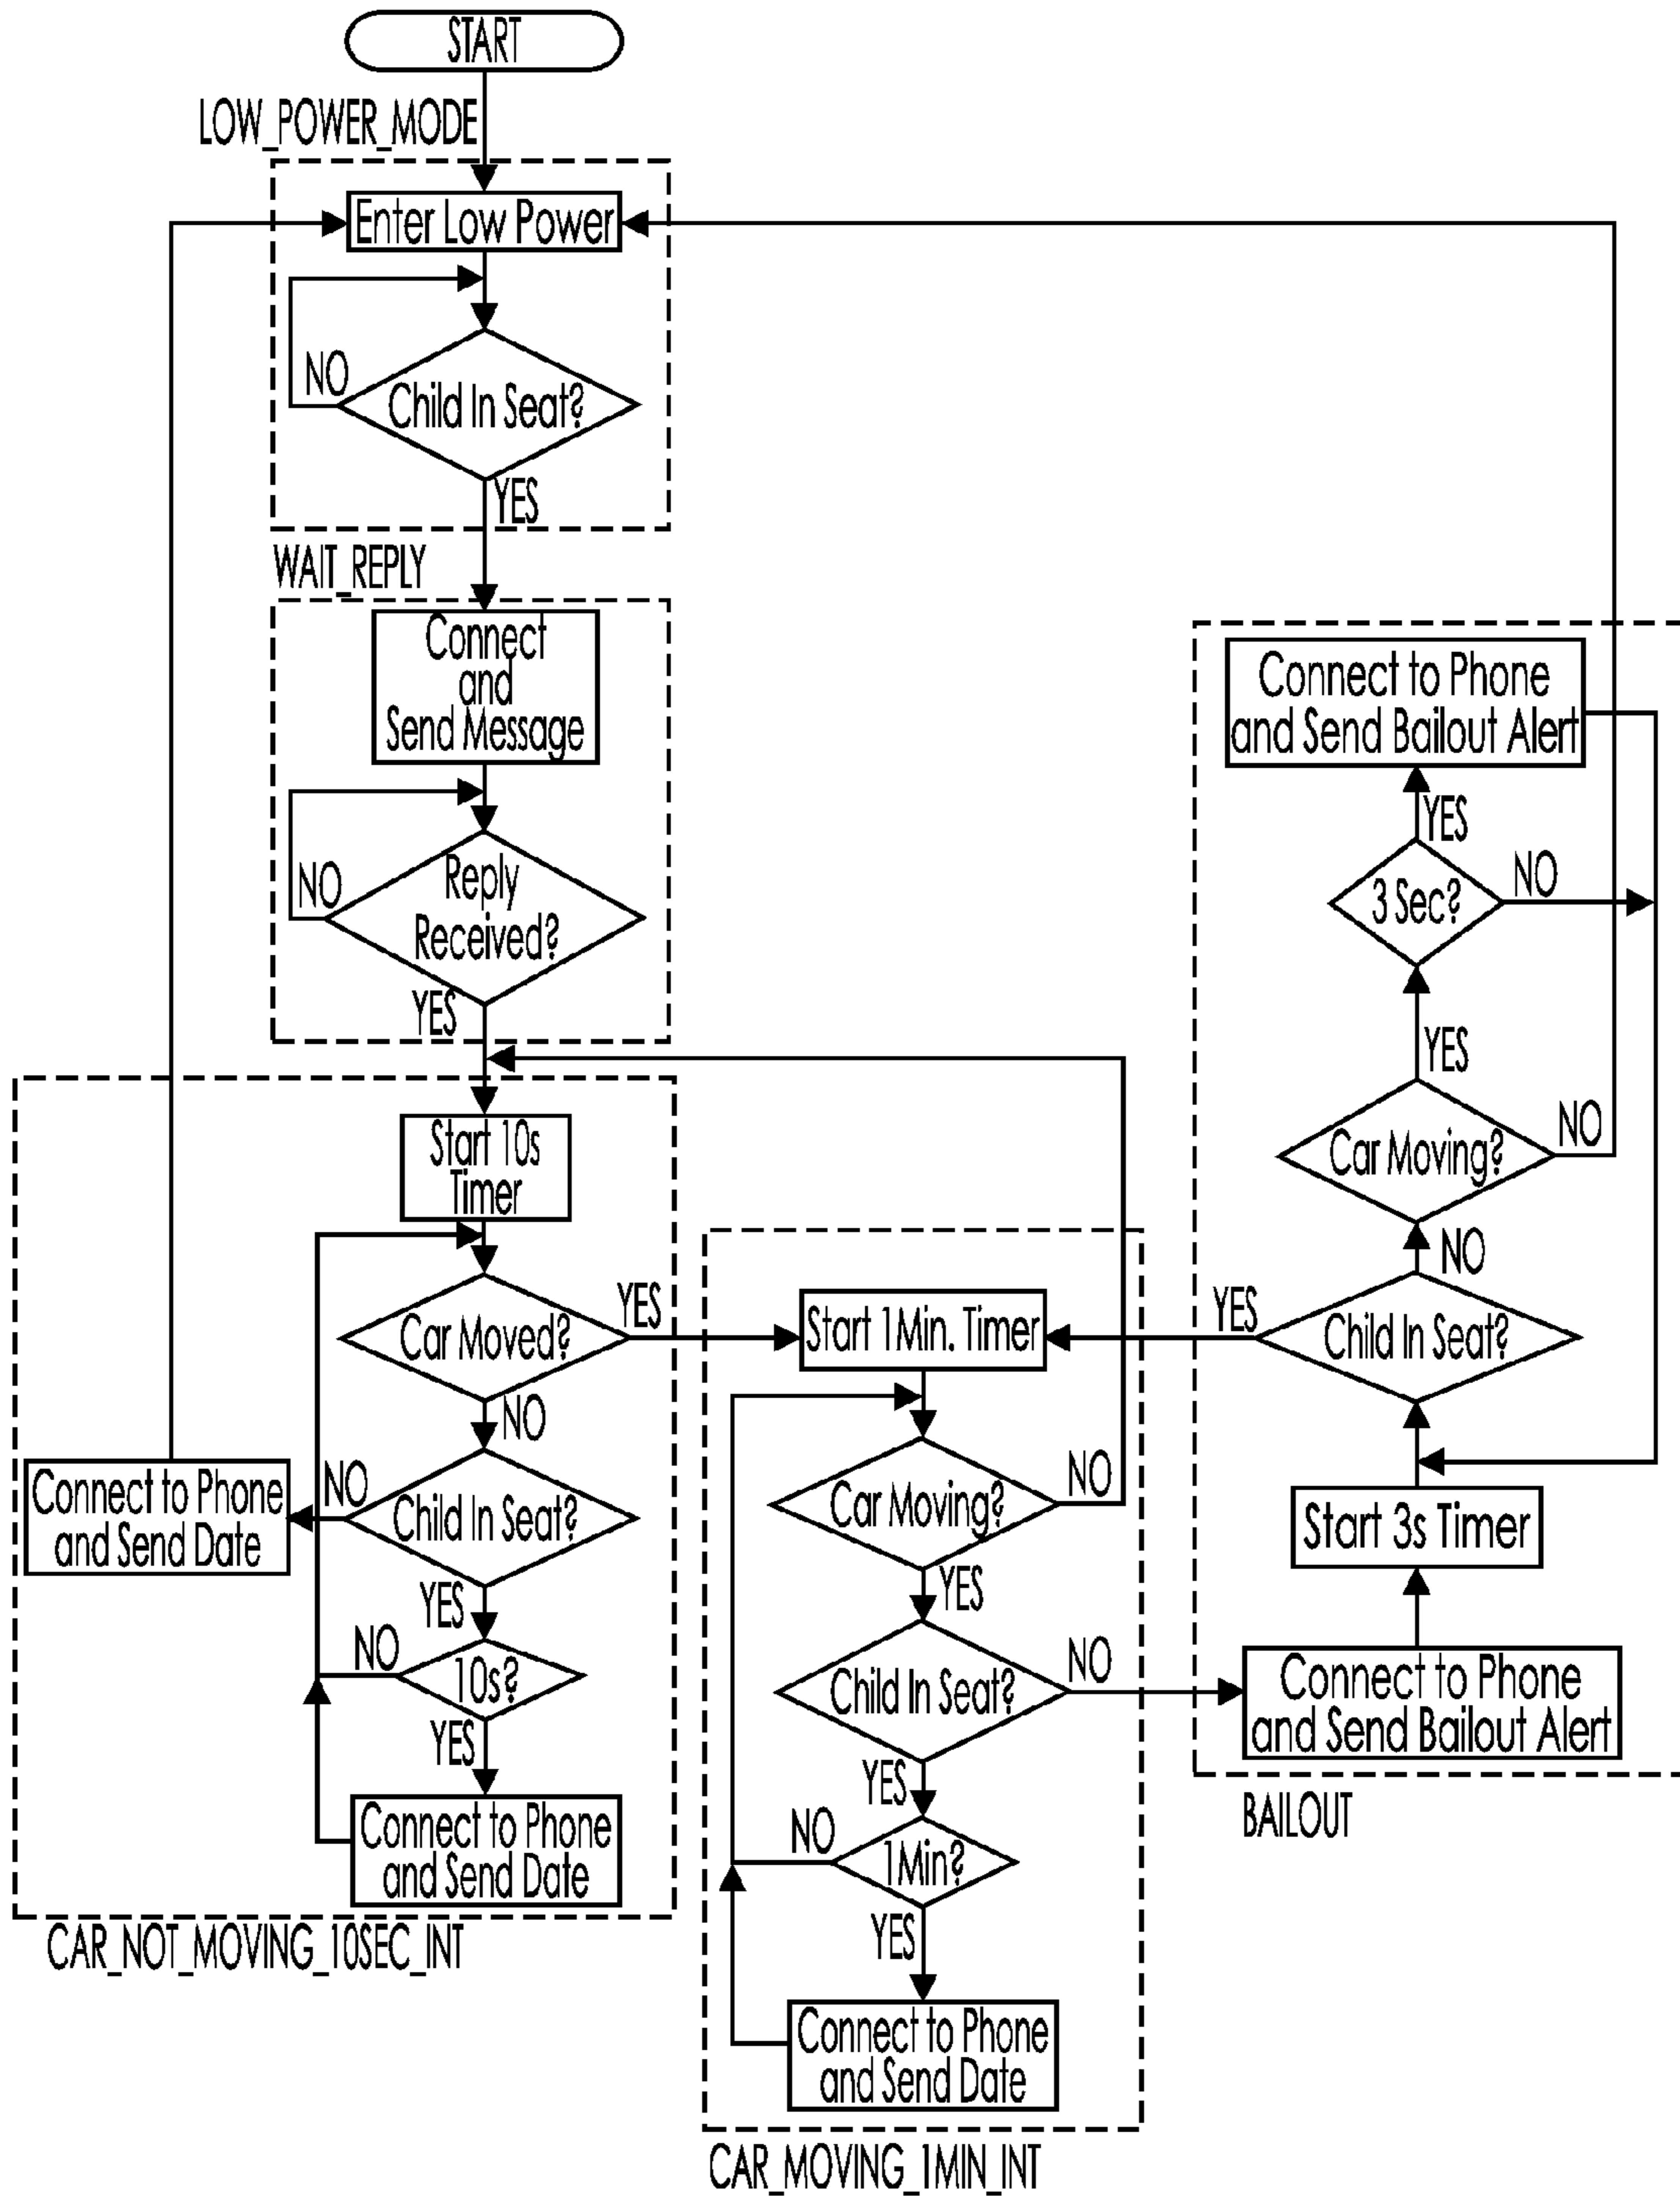 START
LOW_POWER_MODE
Enter Low Power
NO
Child In Seat?
YES
WAIT_REPLY
Connect
and
Send Message
NO
Reply
Received?
YES
Start 10s
Timer
Car Moved?
YES
NO
Connect to Phone
and Send Date
NO
Child In Seat?
YES
NO
10s?
YES
Connect to Phone
and Send Date
CAR_NOT_MOVING_10SEC_INT
Start 1Min. Timer
Car Moving?
NO
YES
Child In Seat?
NO
YES
NO
1Min?
YES
Connect to Phone
and Send Date
CAR_MOVING_1MIN_INT
Connect to Phone
and Send Bailout Alert
YES
3 Sec?
NO
YES
Car Moving?
NO
NO
YES
Child In Seat?
Start 3s Timer
Connect to Phone
and Send Bailout Alert
BAILOUT